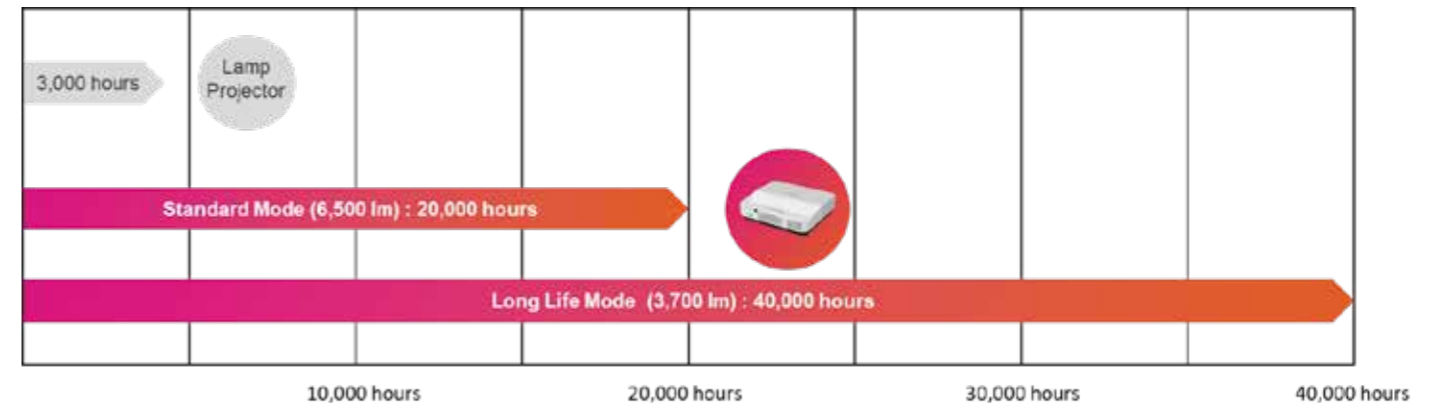 3,000 hours
Lamp
Projector
Standard Mode (6,500 lm) : 20,000 hours
Long Life Mode (3,700 lm) : 40,000 hours
10,000 hours
20,000 hours
30,000 hours
40,000 hours